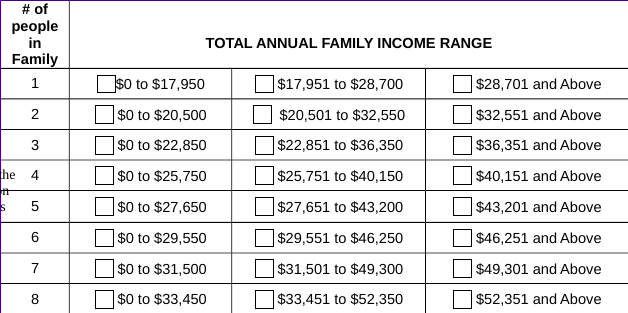 # of
people
in
Family
TOTAL ANNUAL FAMILY INCOME RANGE
1 $0 to $17,950 $17,951 to $28,700 $28,701 and Above
2 $0 to $20,500 $20,501 to $32,550 $32,551 and Above
3 $0 to $22,850 $22,851 to $36,350 $36,351 and Above
the 4 $0 to $25,750 $25,751 to $40,150 $40,151 and Above
5 $0 to $27,650 $27,651 to $43,200 $43,201 and Above
6 $0 to $29,550 $29,551 to $46,250 $46,251 and Above
7 $0 to $31,500 $31,501 to $49,300 $49,301 and Above
8 $0 to $33,450 $33,451 to $52,350 $52,351 and Above